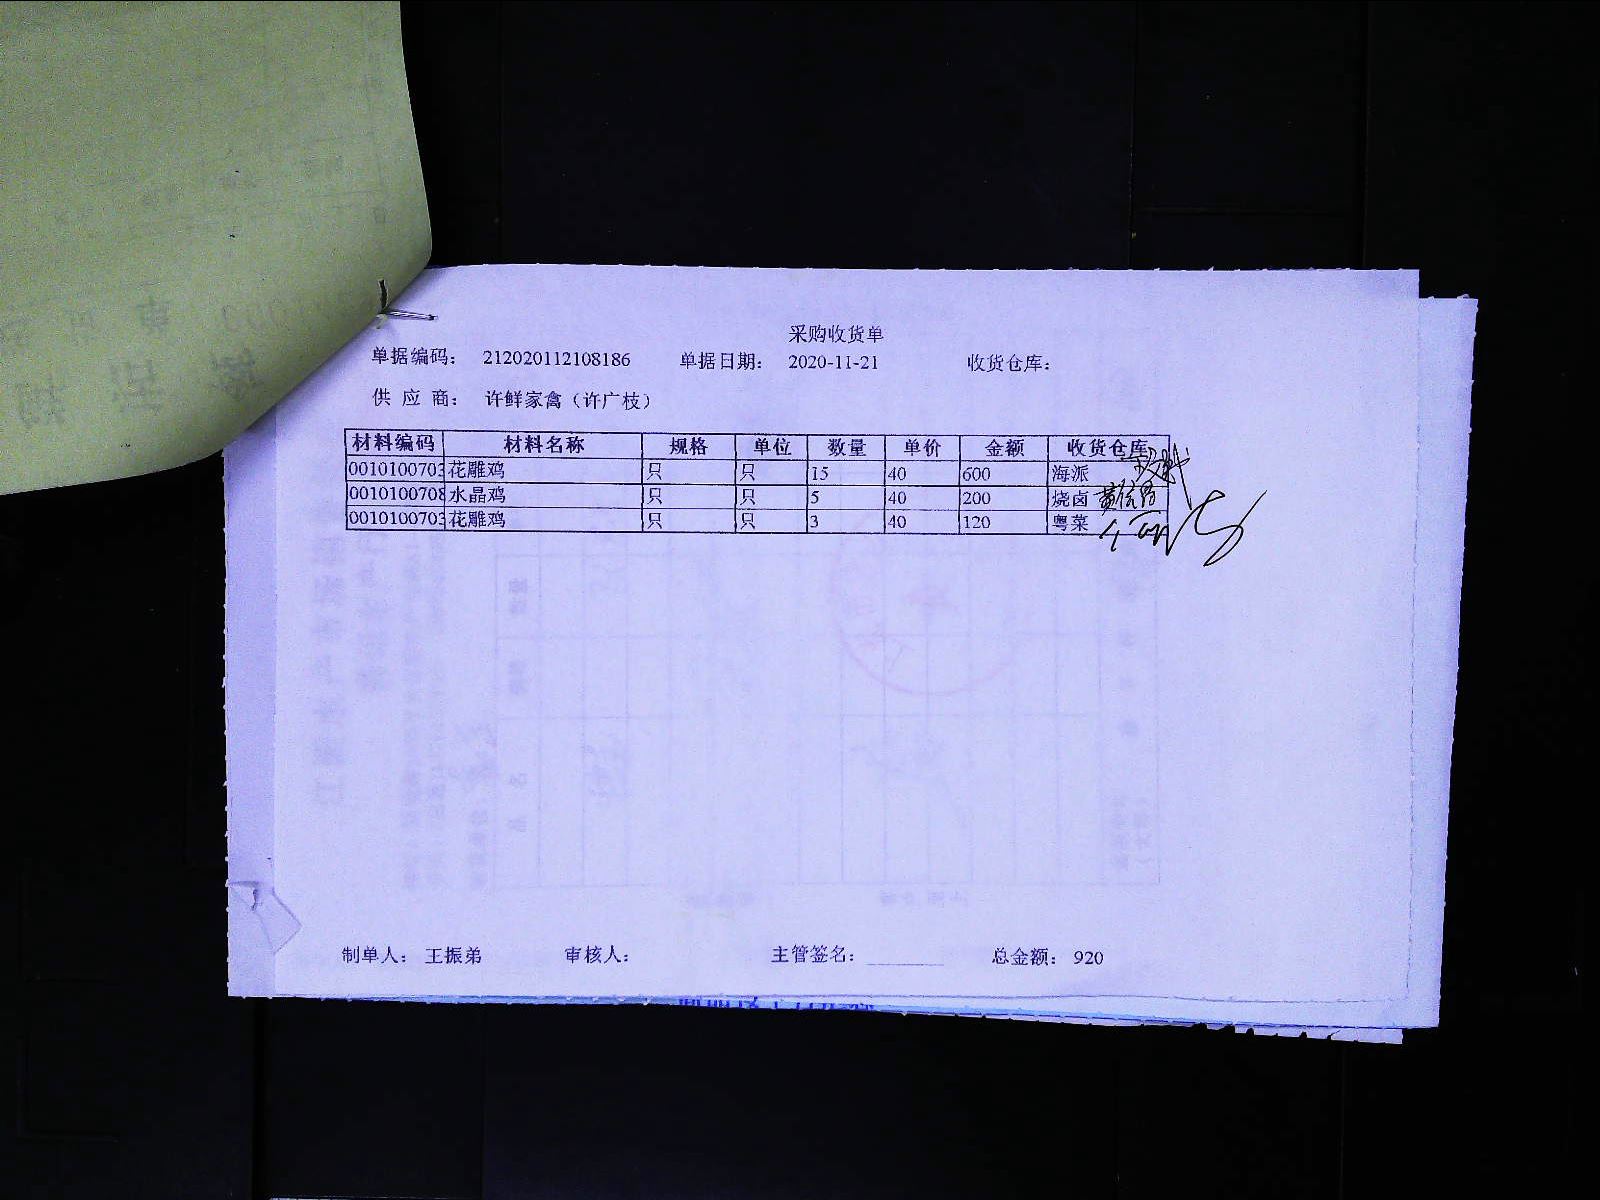 采购收货单
单据编码： 212020112108186 单据日期： 2020-11-21 收货仓库：
供 应 商： 许鲜家禽（许广枝）
材料编码 材料名称 规格 单位 数量 单价 金额 收货仓库
0010100703 花雕鸡 只 只 15 40 600 海派
0010100708 水晶鸡 只 只 5 40 200 烧卤
0010100703 花雕鸡 只 只 3 40 120 粤菜
制单人： 王振弟 审核人： 主管签名： 总金额： 920